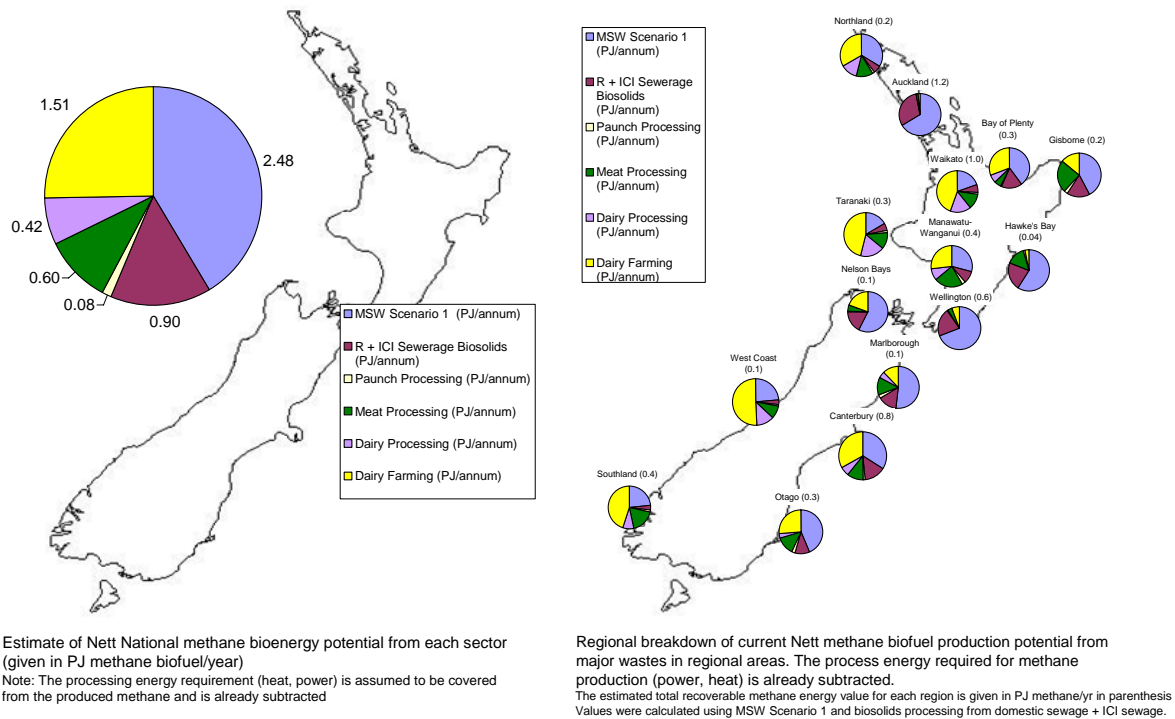 1.51
2.48
0.42
0.60
0.08
0.90
MSW Scenario 1  (PJ/annum)
R + ICI Sewerage Biosolids
(PJ/annum)
Paunch Processing (PJ/annum)
Meat Processing (PJ/annum)
Dairy Processing (PJ/annum)
Dairy Farming (PJ/annum)
Estimate of Nett National methane bioenergy potential from each sector
(given in PJ methane biofuel/year)
Note: The processing energy requirement (heat, power) is assumed to be covered
from the produced methane and is already subtracted
MSW Scenario 1
(PJ/annum)
R + ICI Sewerage
Biosolids
(PJ/annum)
Paunch Processing
(PJ/annum)
Meat Processing
(PJ/annum)
Dairy Processing
(PJ/annum)
Dairy Farming
(PJ/annum)
Northland (0.2)
Auckland (1.2)
Bay of Plenty
(0.3)
Gisborne (0.2)
Waikato (1.0)
Taranaki (0.3)
Manawatu-
Wanganui (0.4)
Hawke's Bay
(0.04)
Nelson Bays
(0.1)
Wellington (0.6)
Marlborough
(0.1)
West Coast
(0.1)
Canterbury (0.8)
Southland (0.4)
Otago (0.3)
Regional breakdown of current Nett methane biofuel production potential from
major wastes in regional areas. The process energy required for methane
production (power, heat) is already subtracted.
The estimated total recoverable methane energy value for each region is given in PJ methane/yr in parenthesis
Values were calculated using MSW Scenario 1 and biosolids processing from domestic sewage + ICI sewage.